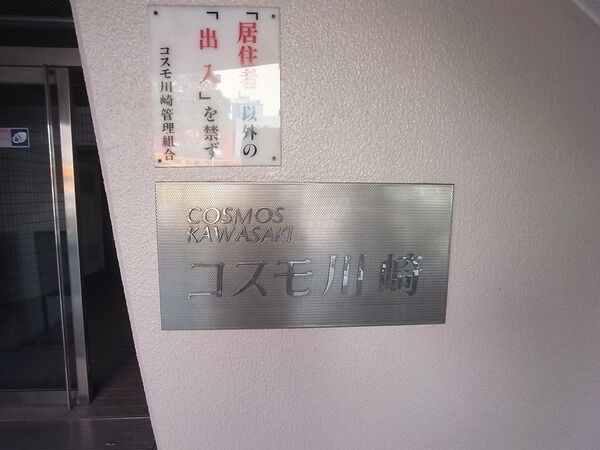 「居住者」以外の
「出入」を禁ず
コスモ川崎管理組合
COSMOS
KAWASAKI
コスモ川崎